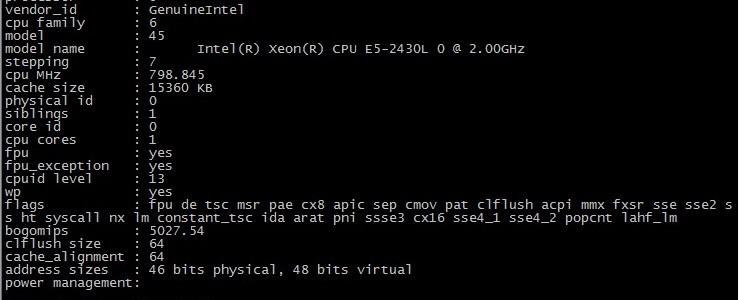 vendor_id : GenuineIntel
cpu family : 6
model : 45
model name : Intel(R) Xeon(R) CPU E5-2430L 0 @ 2.00GHz
stepping : 7
cpu MHz : 798.845
cache size : 15360 KB
physical id : 0
siblings : 1
core id : 0
cpu cores : 1
fpu : yes
fpu_exception : yes
cpuid level : 13
wp : yes
flags : fpu de tsc msr pae cx8 apic sep cmov pat clflush acpi mmx fxsr sse sse2 s
s ht syscall nx lm constant_tsc ida arat pni ssse3 cx16 sse4_1 sse4_2 popcnt lahf_lm
bogomips : 5027.54
clflush size : 64
cache_alignment : 64
address sizes : 46 bits physical, 48 bits virtual
power management: